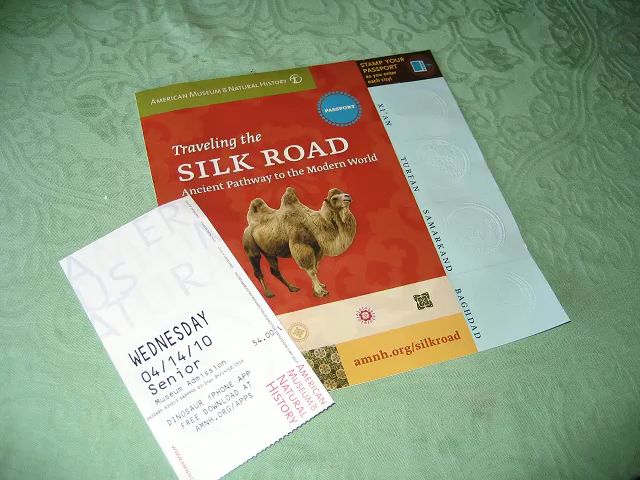 AMERICAN MUSEUM & NATURAL HISTORY
PASSPORT
Traveling the
SILK ROAD
Ancient Pathway to the Modern World
amnh.org/silkroad
STAMP YOUR
PASSPORT
as you enter
each city!
XI'AN
TURFAN
SAMARKAND
BAGHDAD
WEDNESDAY
04/14/10
Senior
$4.00
Museum Admission
DINOSAUR iPHONE APP
FREE DOWNLOAD AT
AMNH.ORG/APPS
AMERICAN
MUSEUM &
NATURAL
HISTORY